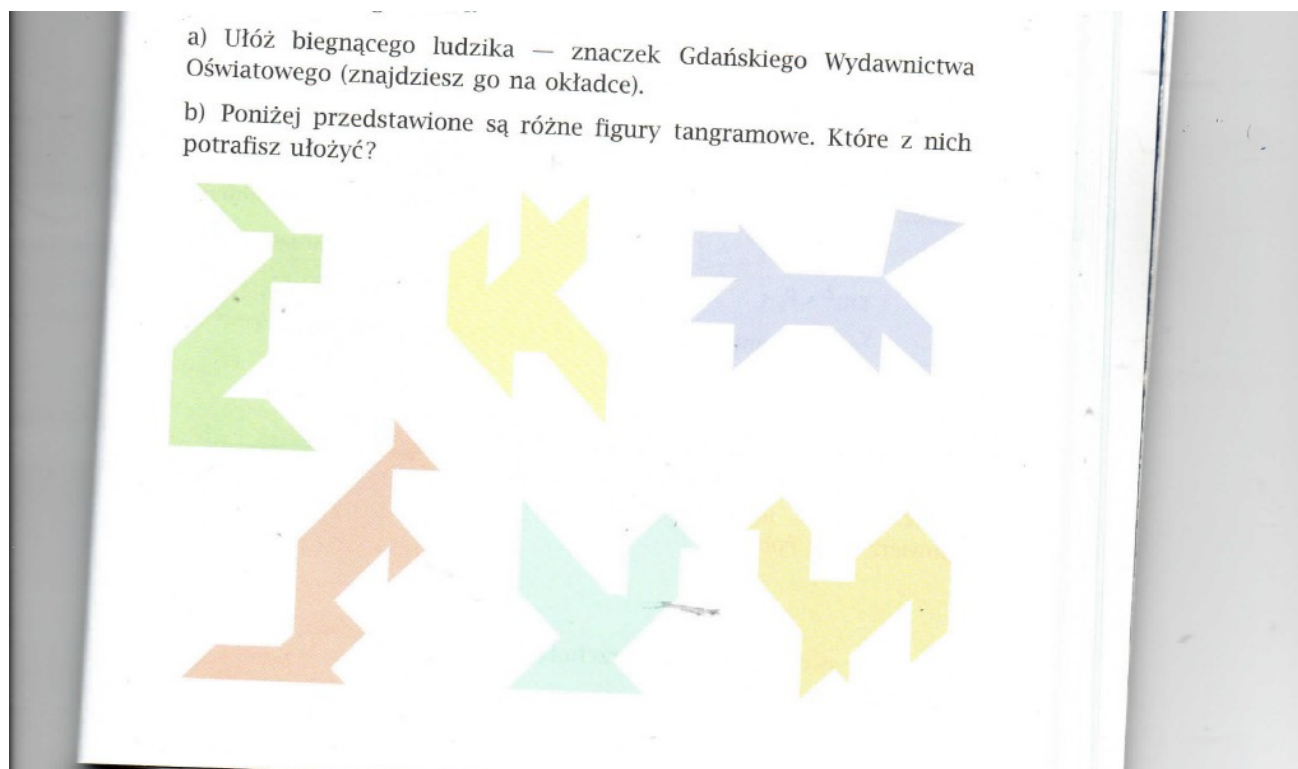 a) Ułóż biegnącego ludzika — znaczek Gdańskiego Wydawnictwa
Oświatowego (znajdziesz go na okładce).
b) Poniżej przedstawione są różne figury tangramowe. Które z nich
potrafisz ułożyć?